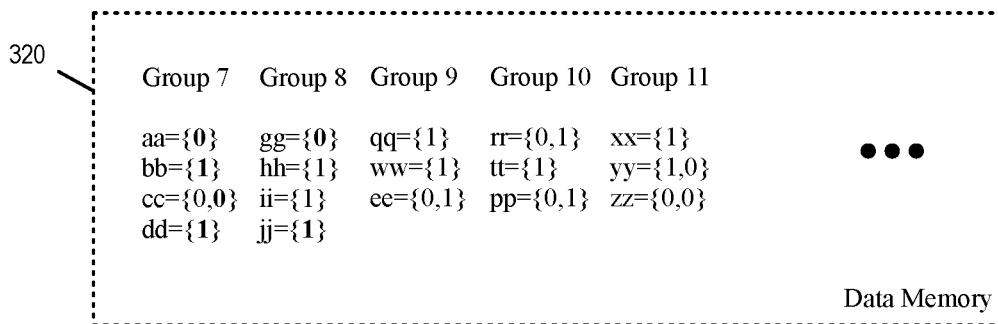 320
Group 7 Group 8 Group 9 Group 10 Group 11
aa={0} gg={0} qq={1} rr={0,1} xx={1}
bb={1} hh={1} ww={1} tt={1} yy={1,0}
cc={0,0} ii={1} ee={0,1} pp={0,1} zz={0,0}
dd={1} jj={1}
Data Memory